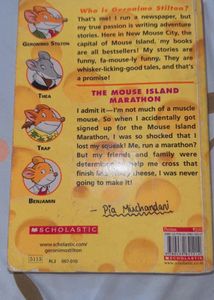 Who is Geronimo Stilton?
That's me! I run a newspaper, but
my true passion is writing adventure
stories. Here in New Mouse City, the
capital of Mouse Island, my books
are all bestsellers! My stories are
funny, fa-mouse-ly funny. They are
whisker-licking-good tales, and that's
a promise!
GERONIMO STILTON
THEA
THE MOUSE ISLAND
MARATHON
I admit it—I'm not much of a muscle
mouse. So when I accidentally got
signed up for the Mouse Island
Marathon, I was so shocked that I
lost my squeak! Me, run a marathon?
But my friends and family were
help me cross that
finish
cheese, I was
never going to make it!
TRAP
BENJAMIN
- Pia Mischandani
SCHOLASTIC
www.scholastic.com/
geronimostilton
SCHOLASTIC